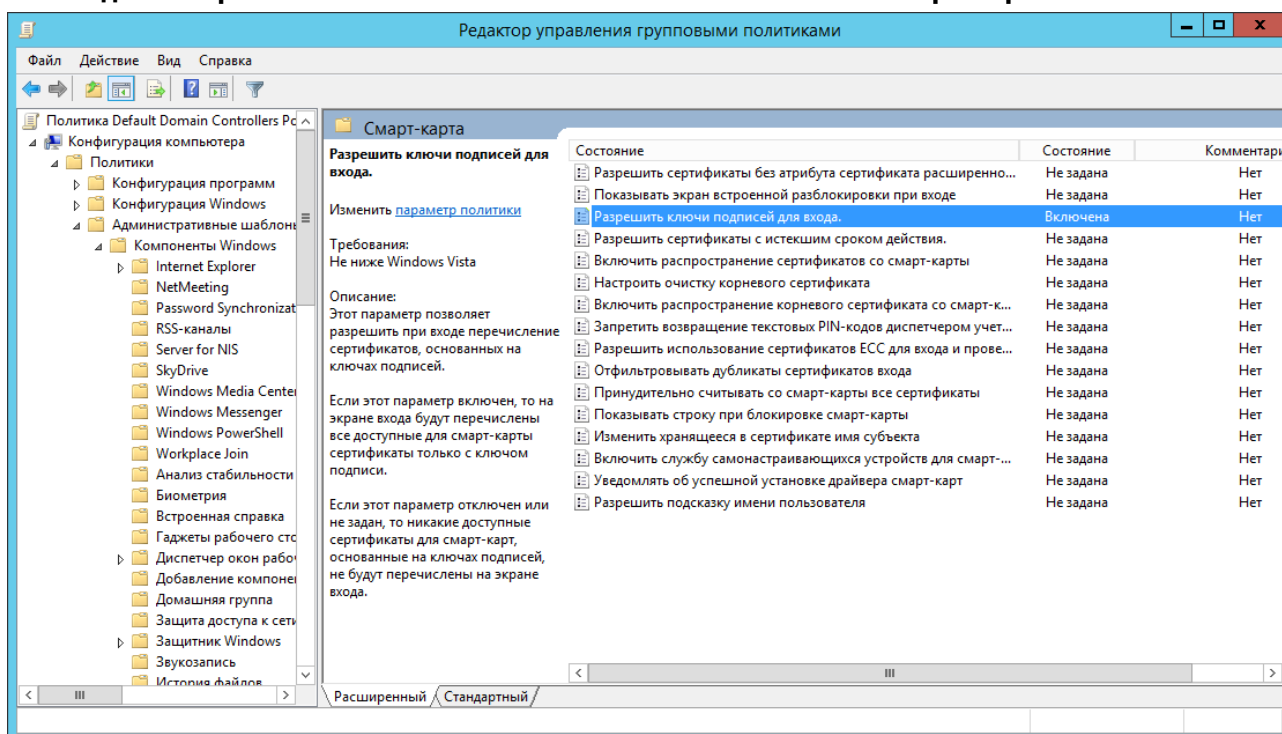 Редактор управления групповыми политиками
Файл Действие Вид Справка
Политика Default Domain Controllers Po
Конфигурация компьютера
Политики
Конфигурация программ
Конфигурация Windows
Административные шаблоны
Компоненты Windows
Internet Explorer
NetMeeting
Password Synchronizat
RSS-каналы
Server for NIS
SkyDrive
Windows Media Center
Windows Messenger
Windows PowerShell
Workplace Join
Анализ стабильности
Биометрия
Встроенная справка
Гаджеты рабочего сто
Диспетчер окон рабоч
Добавление компонен
Домашняя группа
Защита доступа к сети
Защитник Windows
Звукозапись
История файлов
Смарт-карта
Разрешить ключи подписей для
входа.
Изменить параметр политики
Требования:
Не ниже Windows Vista
Описание:
Этот параметр позволяет
разрешить при входе перечисление
сертификатов, основанных на
ключах подписей.
Если этот параметр включен, то на
экране входа будут перечислены
все доступные для смарт-карты
сертификаты только с ключом
подписи.
Если этот параметр отключен или
не задан, то никакие доступные
сертификаты для смарт-карт,
основанные на ключах подписей,
не будут перечислены на экране
входа.
Состояние Состояние Комментари
Разрешить сертификаты без атрибута сертификата расширенно... Не задана Нет
Показывать экран встроенной разблокировки при входе Не задана Нет
Разрешить ключи подписей для входа. Включена Нет
Разрешить сертификаты с истекшим сроком действия. Не задана Нет
Включить распространение сертификатов со смарт-карты Не задана Нет
Настроить очистку корневого сертификата Не задана Нет
Включить распространение корневого сертификата со смарт-к... Не задана Нет
Запретить возвращение текстовых PIN-кодов диспетчером учет... Не задана Нет
Разрешить использование сертификатов ECC для входа и прове... Не задана Нет
Отфильтровывать дубликаты сертификатов входа Не задана Нет
Принудительно считывать со смарт-карты все сертификаты Не задана Нет
Показывать строку при блокировке смарт-карты Не задана Нет
Изменить хранящееся в сертификате имя субъекта Не задана Нет
Включить службу самонастраивающихся устройств для смарт-... Не задана Нет
Уведомлять об успешной установке драйвера смарт-карт Не задана Нет
Разрешить подсказку имени пользователя Не задана Нет
Расширенный Стандартный